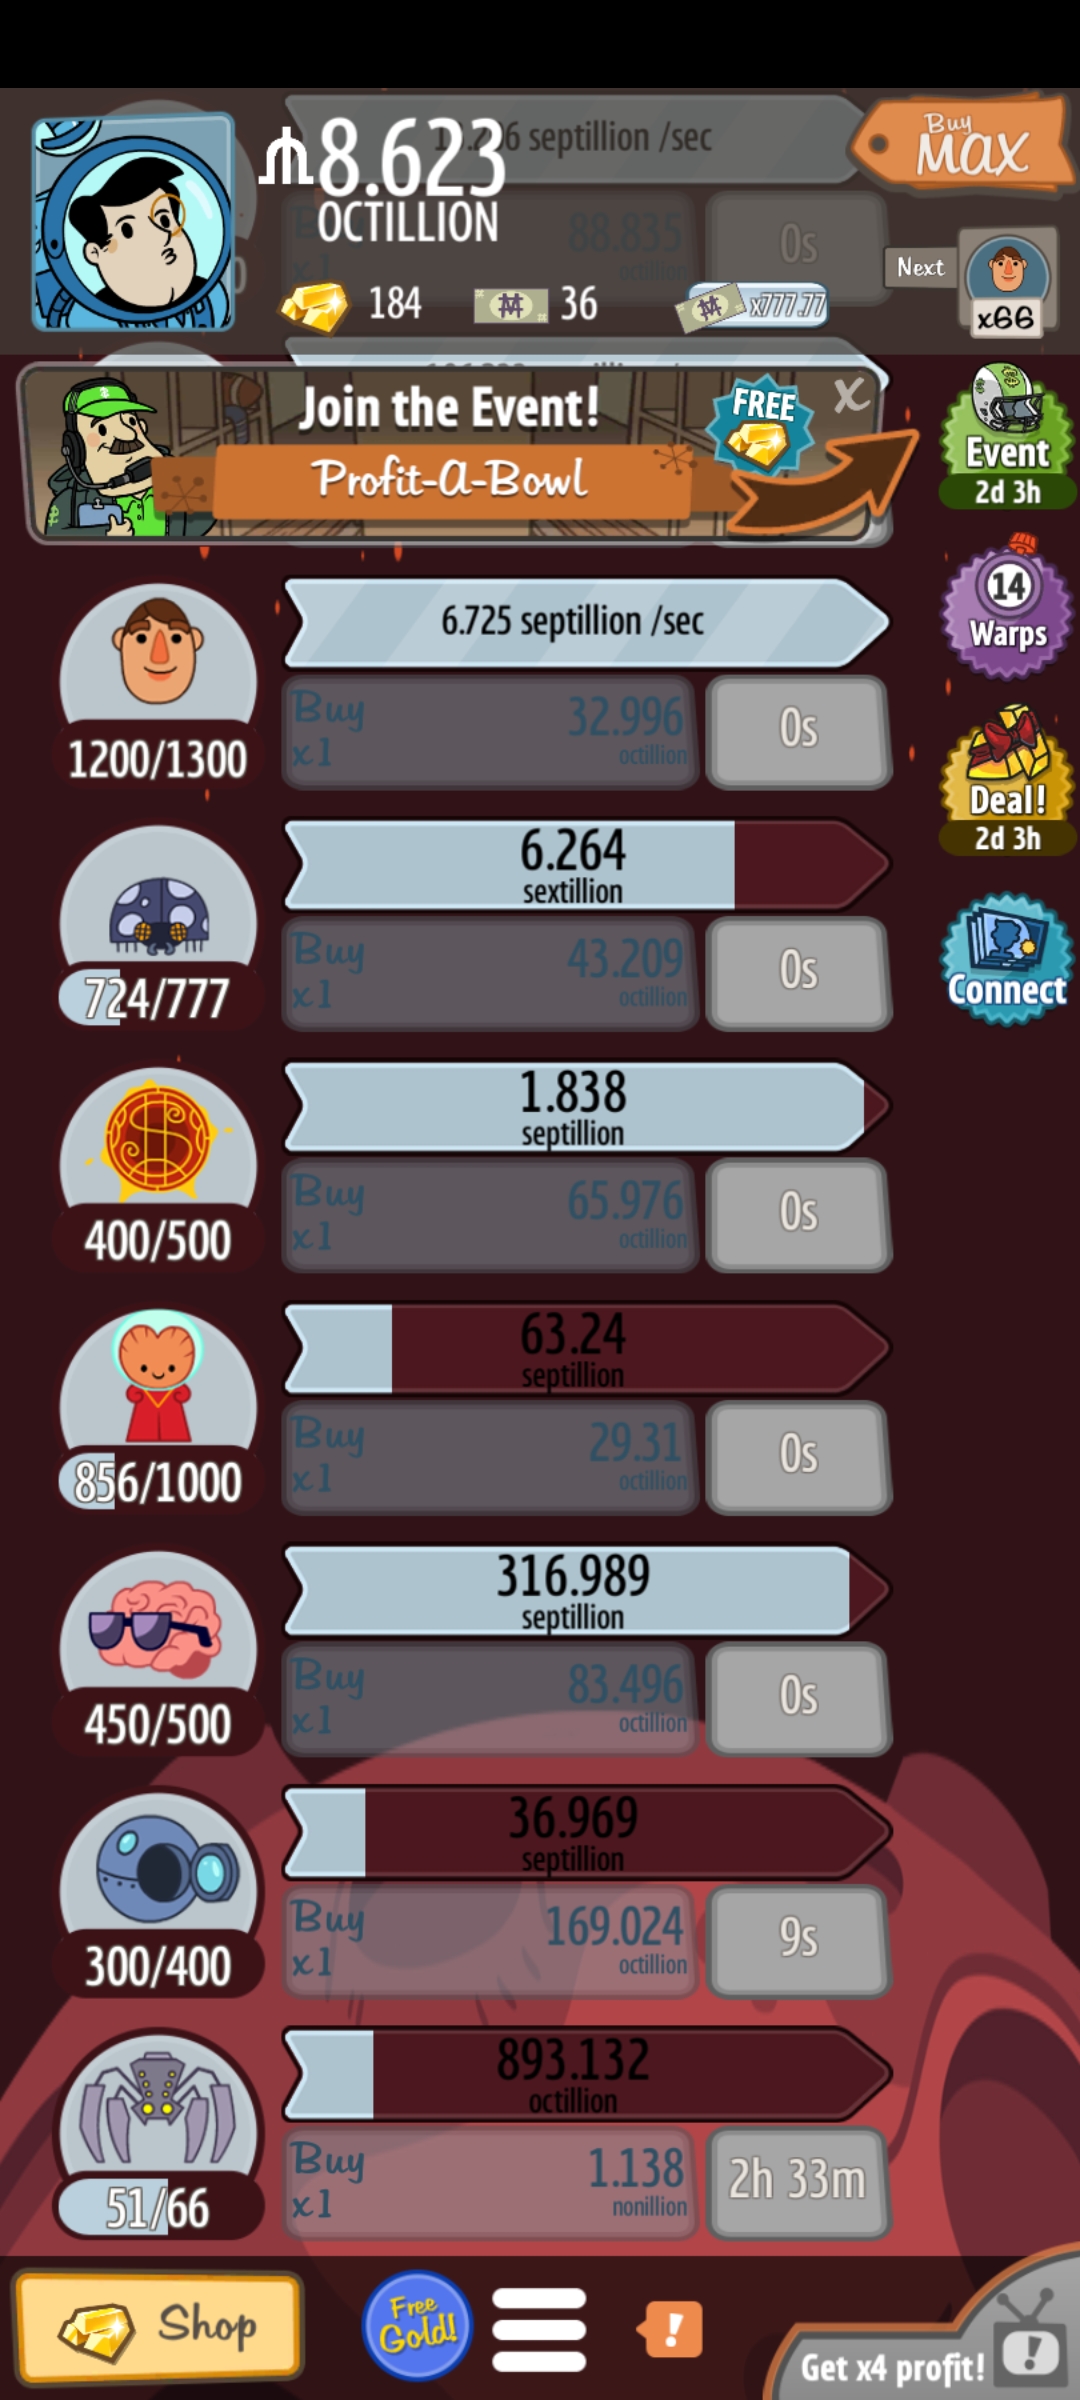 septillion /sec
Buy
MAX
8.623
OCTILLION
88.835
octillion
0s
Next
x66
184
36
x777.77
Join the Event!
FREE
X
Profit-A-Bowl
Event
2d 3h
6.725 septillion /sec
14
Warps
Buy
x1
32.996
octillion
0s
1200/1300
Deal!
2d 3h
6.264
sextillion
Buy
x1
43.209
octillion
0s
724/777
Connect
1.838
septillion
Buy
x1
65.976
octillion
0s
400/500
63.24
septillion
Buy
x1
29.31
octillion
0s
856/1000
316.989
septillion
Buy
x1
83.496
octillion
0s
450/500
36.969
septillion
Buy
x1
169.024
octillion
9s
300/400
893.132
octillion
Buy
x1
1.138
nonillion
2h 33m
51/66
Shop
Free
Gold!
!
!
Get x4 profit!